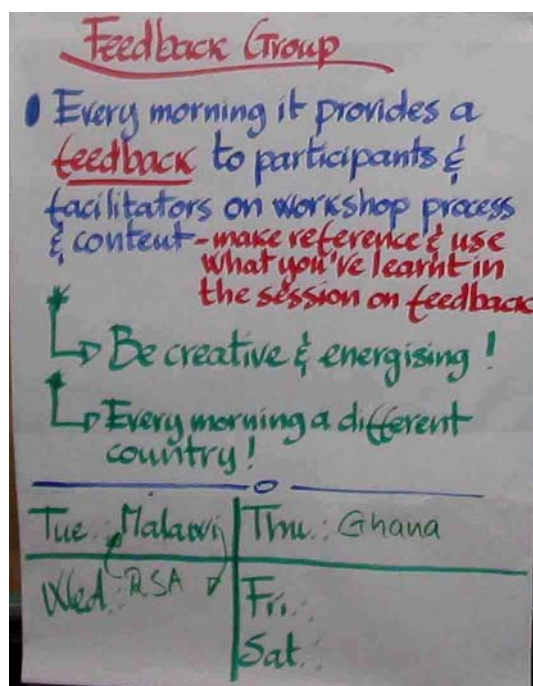 Feedback Group
Every morning it provides a
feedback to participants &
facilitators on workshop process
& content - make reference & use
what you've learnt in
the session on feedback
Be creative & energising !
Every morning a different
country !
Tue.: Malawi
Wed.: RSA
Thu.: Ghana
Fri.:
Sat.: